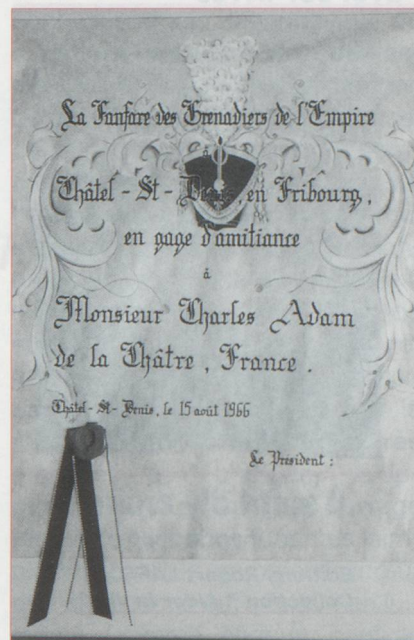 La Fanfare des Grenadiers de l'Empire
à
Châtel - St - Denis, en Fribourg,
en gage d'amitiance
à
Monsieur Charles Adam
de la Châtre, France.
Châtel - St - Denis, le 15 août 1966
Le Président :